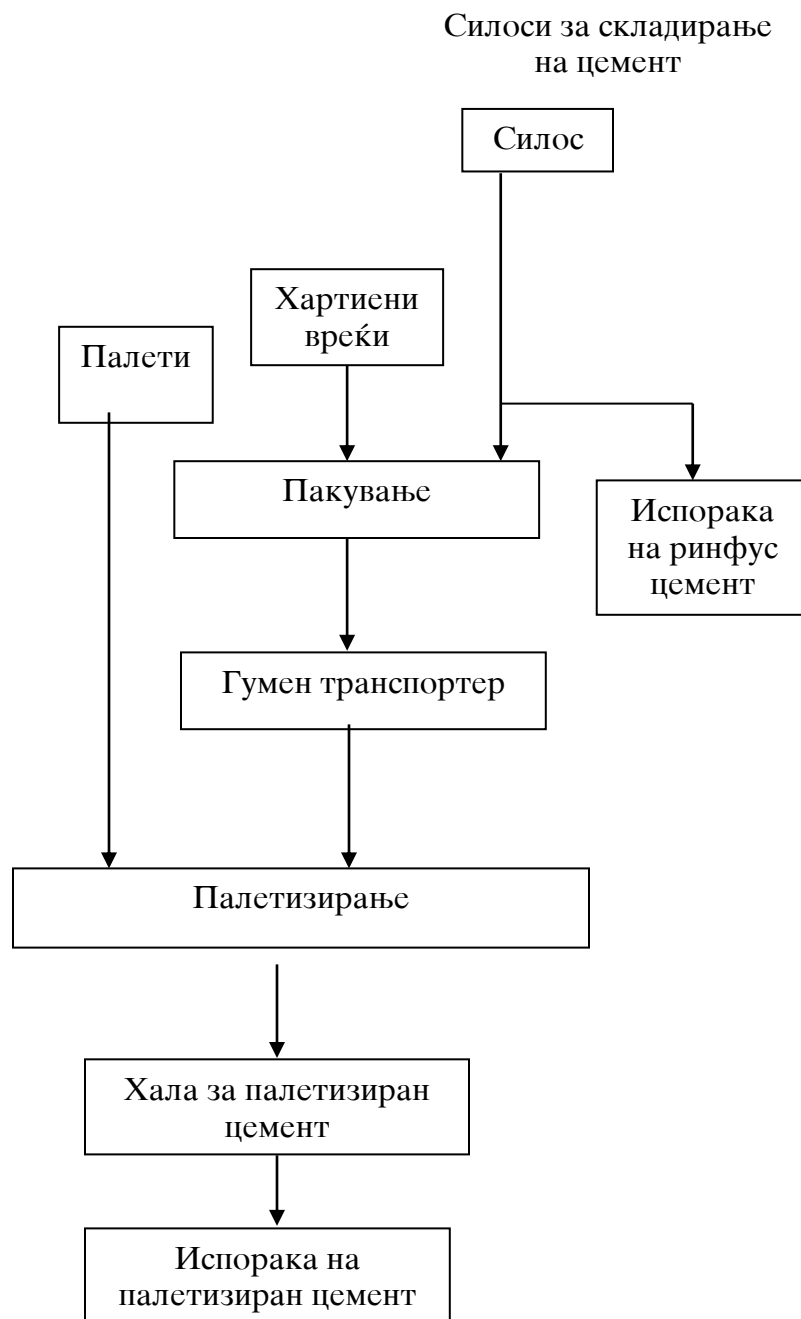 Силоси за складирање
на цемент
Силос
Хартиени
вреќи
Палети
Пакување
Испорака
на ринфус
цемент
Гумен транспортер
Палетизирање
Хала за палетизиран
цемент
Испорака на
палетизиран цемент